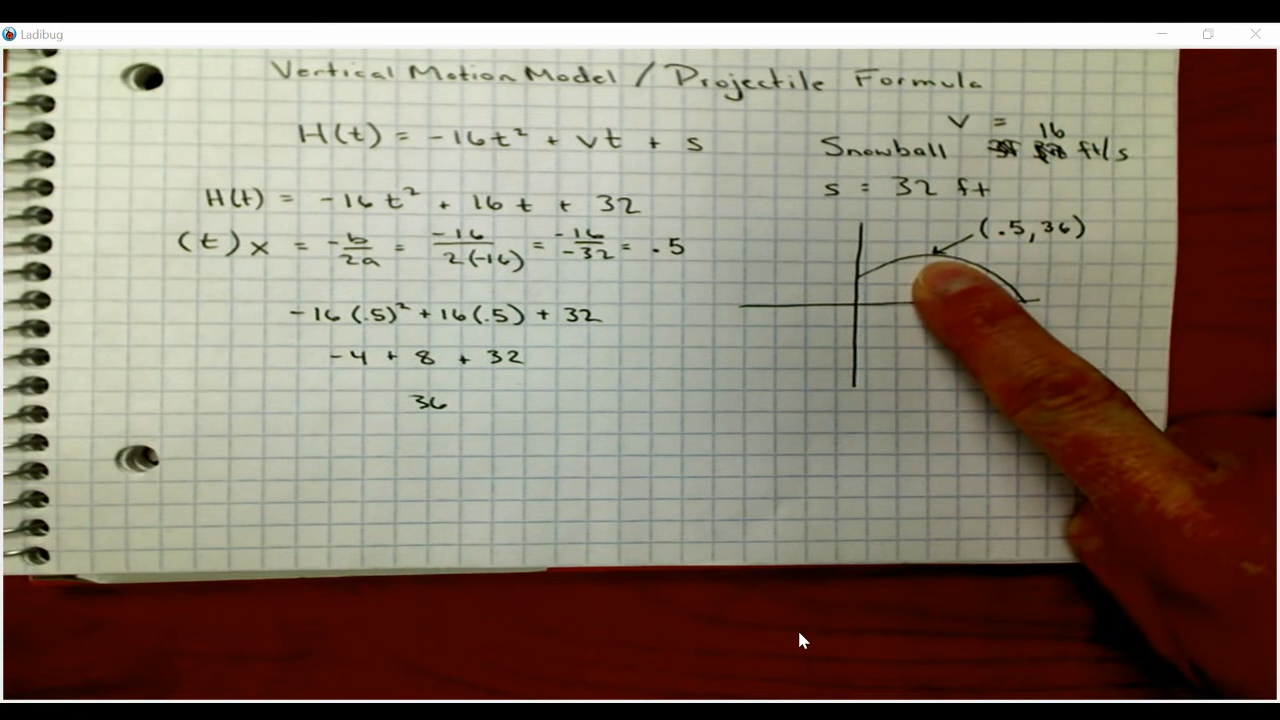 Ladibug
Vertical Motion Model / Projectile Formula
H(t) = -16t² + vt + s
v = 16
Snowball ft/s
s = 32 ft
H(t) = -16t² + 16t + 32
(t) x = -b/2a = -16/2(-16) = -16/-32 = .5
(.5, 36)
-16(.5)² + 16(.5) + 32
-4 + 8 + 32
36